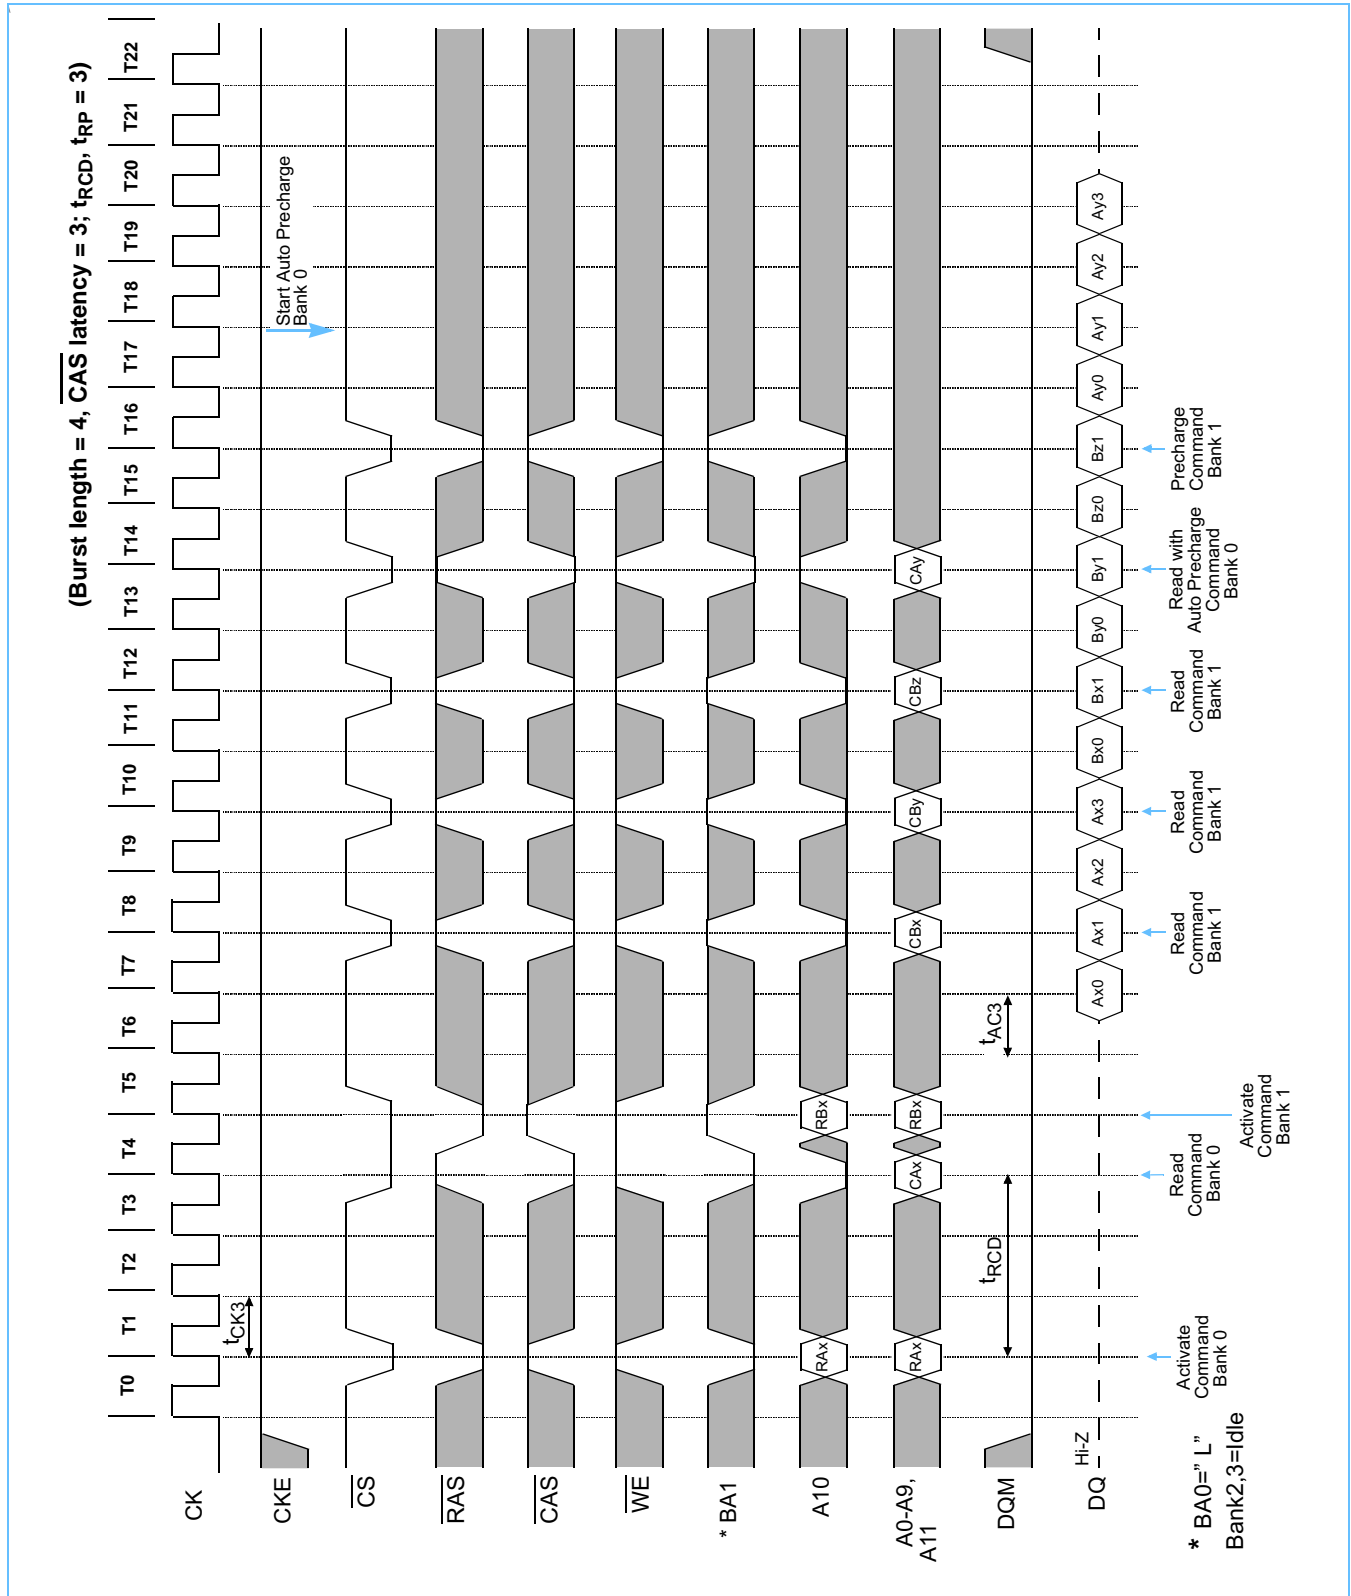 (Burst length = 4, CAS latency = 3; tRCD, tRP = 3)
T0 T1 T2 T3 T4 T5 T6 T7 T8 T9 T10 T11 T12 T13 T14 T15 T16 T17 T18 T19 T20 T21 T22
CK
tCK3
CKE
Start Auto Precharge
Bank 0
CS
RAS
CAS
WE
* BA1
A10
RAx RBx
A0-A9,
A11
RAx CAx RBx CBx CBy CBz CAy
DQM
tRCD
tAC3
DQ
Hi-Z
Ax0 Ax1 Ax2 Ax3 Bx0 Bx1 By0 By1 Bz0 Bz1 Ay0 Ay1 Ay2 Ay3
Activate
Command
Bank 0
Read
Command
Bank 0
Activate
Command
Bank 1
Read
Command
Bank 1
Read
Command
Bank 1
Read
Command
Bank 1
Read with
Auto Precharge
Command
Bank 0
Precharge
Command
Bank 1
* BA0=" L"
Bank2,3=Idle